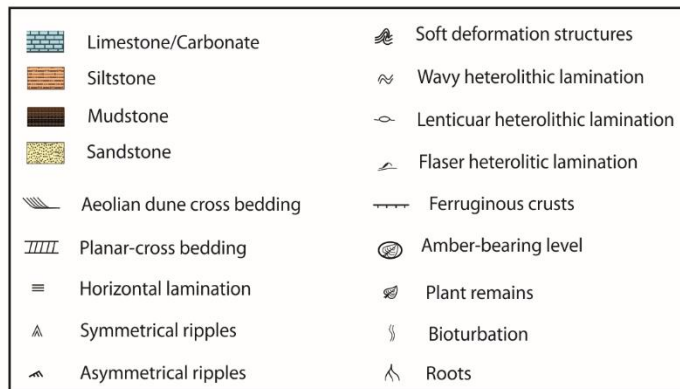 Limestone/Carbonate
Siltstone
Mudstone
Sandstone
Aeolian dune cross bedding
Planar-cross bedding
Horizontal lamination
Symmetrical ripples
Asymmetrical ripples
Soft deformation structures
Wavy heterolithic lamination
Lenticuar heterolithic lamination
Flaser heterolitic lamination
Ferruginous crusts
Amber-bearing level
Plant remains
Bioturbation
Roots